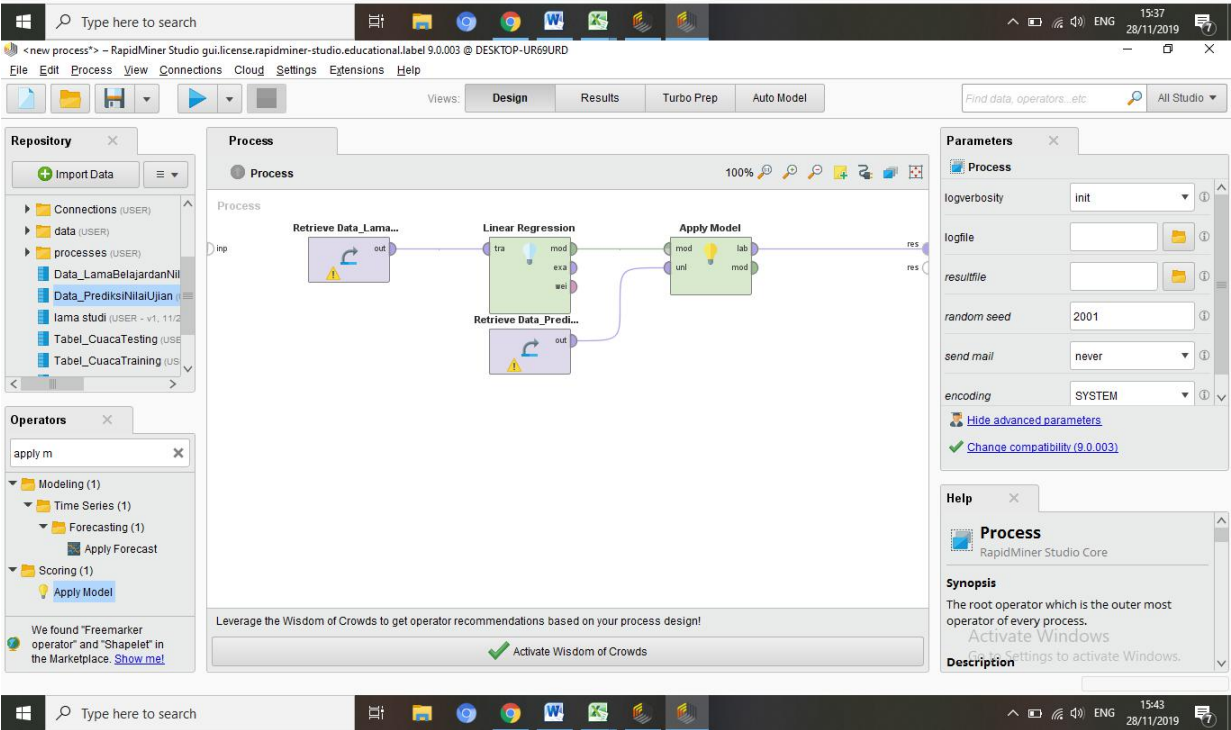 Type here to search
ENG
15:37
28/11/2019
<new process*> – RapidMiner Studio gui.license.rapidminer-studio.educational.label 9.0.003 @ DESKTOP-UR69URD
File Edit Process View Connections Cloud Settings Extensions Help
Views: Design Results Turbo Prep Auto Model
Find data, operators...etc
All Studio
Repository
Import Data
Connections (USER)
data (USER)
processes (USER)
Data_LamaBelajardanNil
Data_PrediksiNilaiUjian
lama studi (USER - v1, 11/2
Tabel_CuacaTesting (USE
Tabel_CuacaTraining (US
Operators
apply m
Modeling (1)
Time Series (1)
Forecasting (1)
Apply Forecast
Scoring (1)
Apply Model
We found "Freemarker
operator" and "Shapelet" in
the Marketplace. Show me!
Process
Process
100%
Process
inp
Retrieve Data_Lama...
out
Linear Regression
tra mod
exa
wei
Retrieve Data_Predi...
out
Apply Model
mod lab
unl mod
res
res
Leverage the Wisdom of Crowds to get operator recommendations based on your process design!
Activate Wisdom of Crowds
Parameters
Process
logverbosity init
logfile
resultfile
random seed 2001
send mail never
encoding SYSTEM
Hide advanced parameters
Change compatibility (9.0.003)
Help
Process
RapidMiner Studio Core
Synopsis
The root operator which is the outer most
operator of every process.
Activate Windows
Go to Settings to activate Windows.
Description
Type here to search
ENG
15:43
28/11/2019